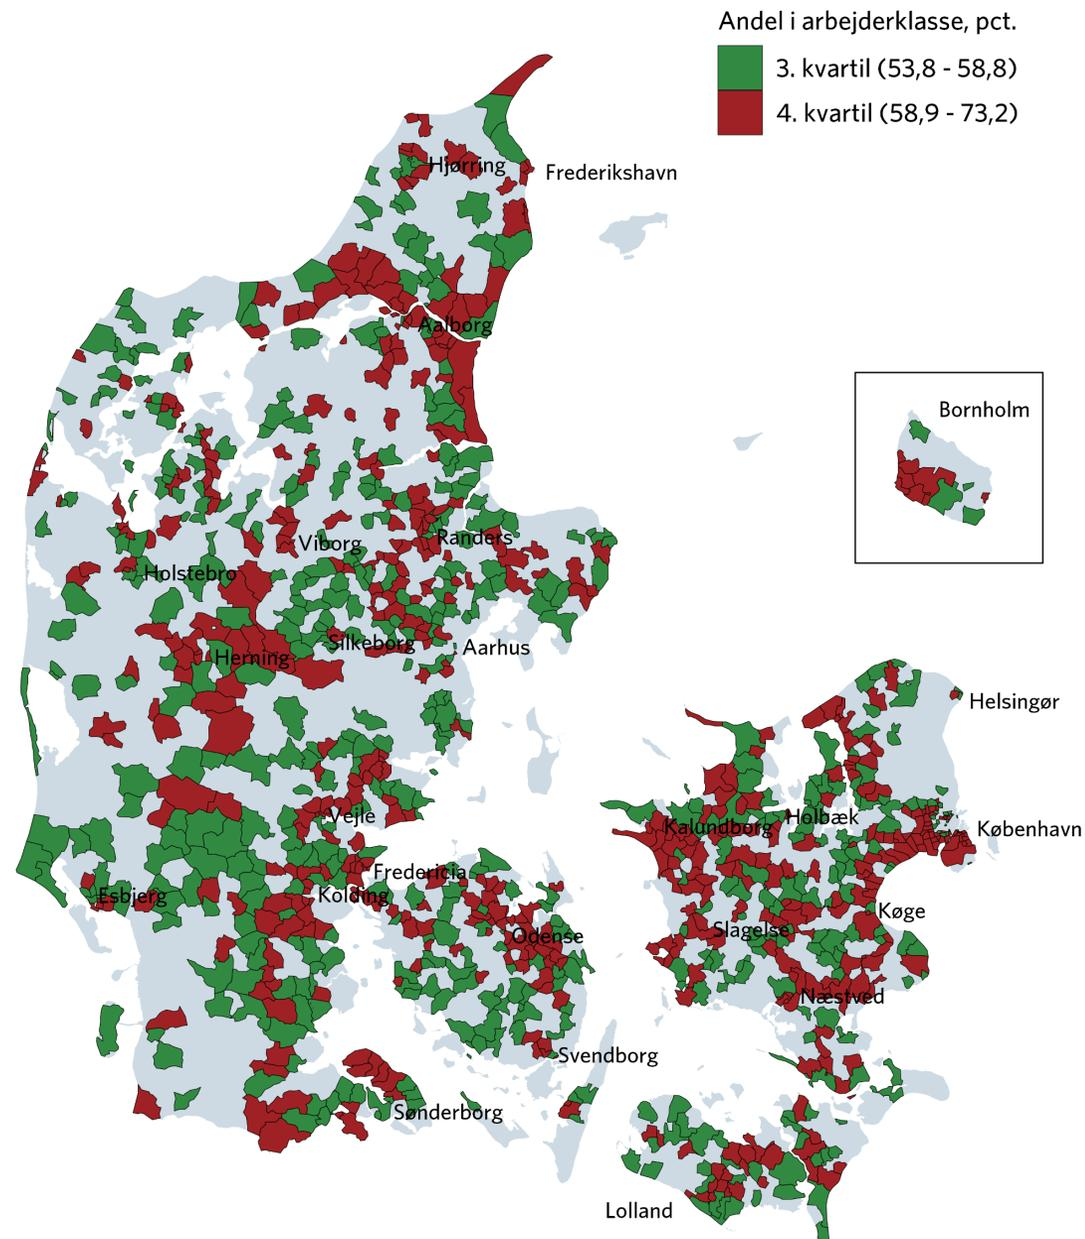 Andel i arbejderklasse, pct.
3. kvartil (53,8 - 58,8)
4. kvartil (58,9 - 73,2)
Hjørring
Frederikshavn
Aalborg
Bornholm
Viborg
Randers
Holstebro
Silkeborg
Aarhus
Herning
Helsingør
Vejle
Kalundborg
Holbæk
København
Fredericia
Esbjerg
Kolding
Køge
Slagelse
Odense
Næstved
Svendborg
Sønderborg
Lolland